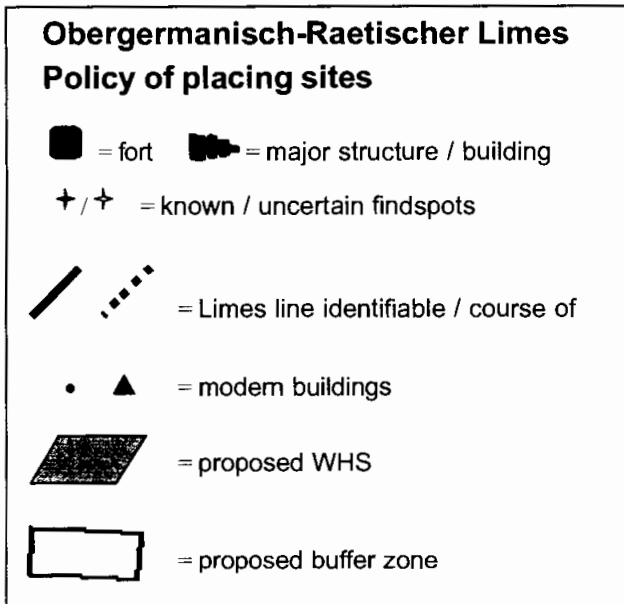 Obergermanisch-Raetischer Limes
Policy of placing sites
= fort = major structure / building
/ = known / uncertain findspots
= Limes line identifiable / course of
= modern buildings
= proposed WHS
= proposed buffer zone